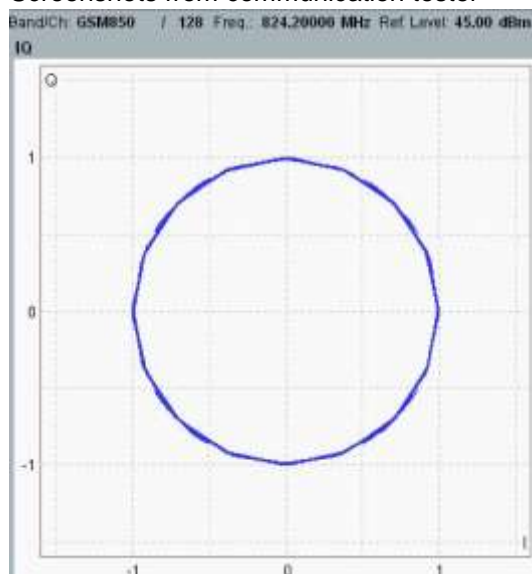 Screenshots from communication tester
Band/Ch: GSM850 / 128 Freq.: 824.20000 MHz Ref. Level: 45.00 dBm
IQ
Q
1
0
-1
I
-1 0 1